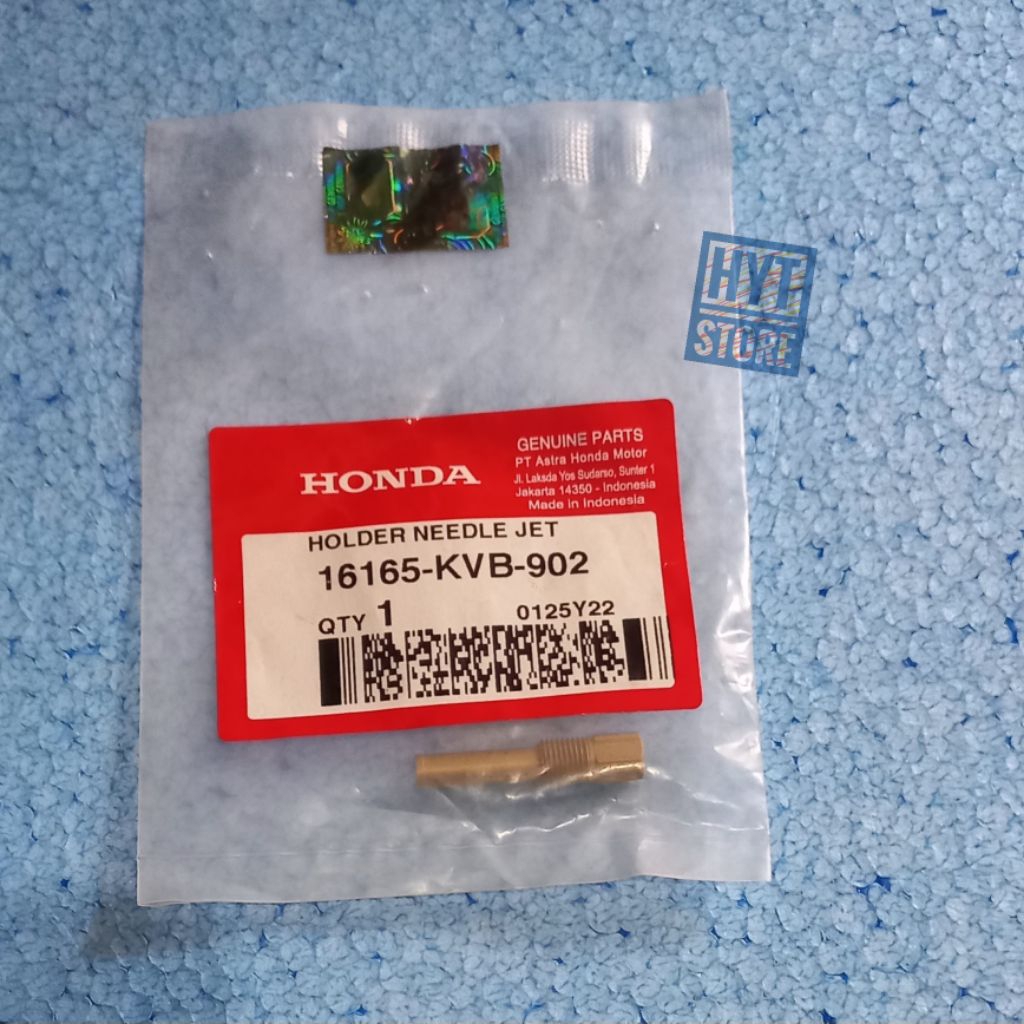 HYT
STORE
HONDA
GENUINE PARTS
PT Astra Honda Motor
Jl. Laksda Yos Sudarso, Sunter 1
Jakarta 14350 - Indonesia
Made in Indonesia
HOLDER NEEDLE JET
16165-KVB-902
QTY 1 0125Y22